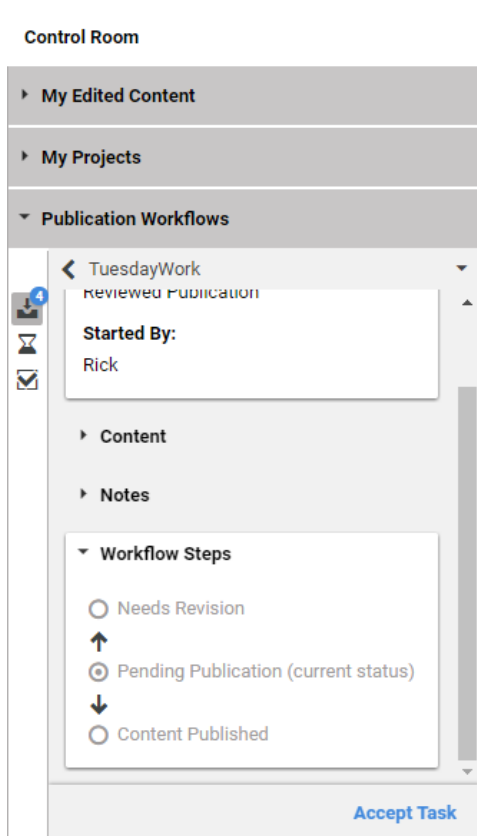 Control Room
My Edited Content
My Projects
Publication Workflows
TuesdayWork
4
Reviewed Publication
Started By:
Rick
Content
Notes
Workflow Steps
Needs Revision
Pending Publication (current status)
Content Published
Accept Task